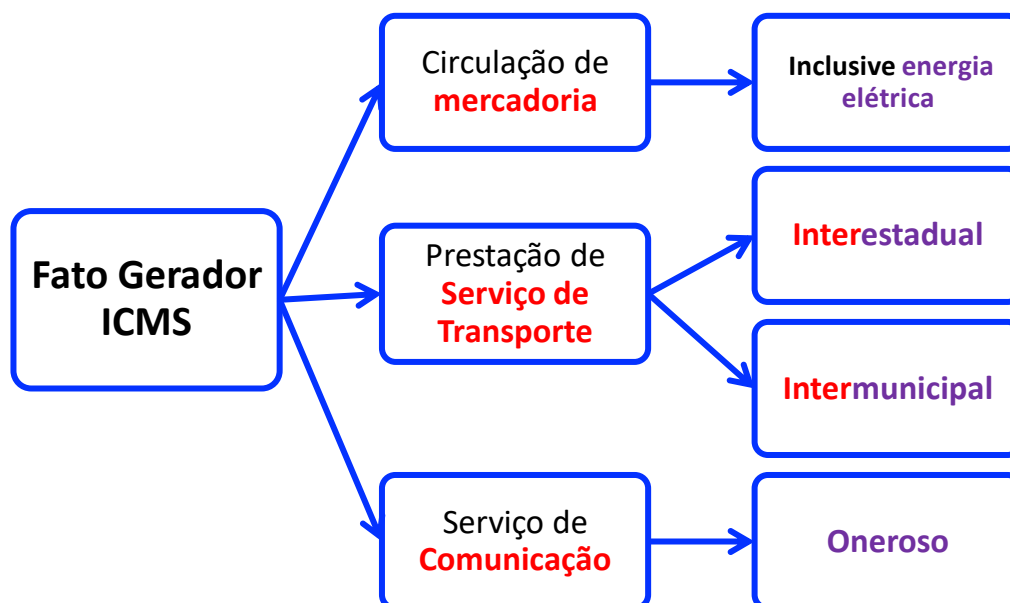 Fato Gerador
ICMS
Circulação de
mercadoria
Inclusive energia
elétrica
Prestação de
Serviço de
Transporte
Interestadual
Intermunicipal
Serviço de
Comunicação
Oneroso